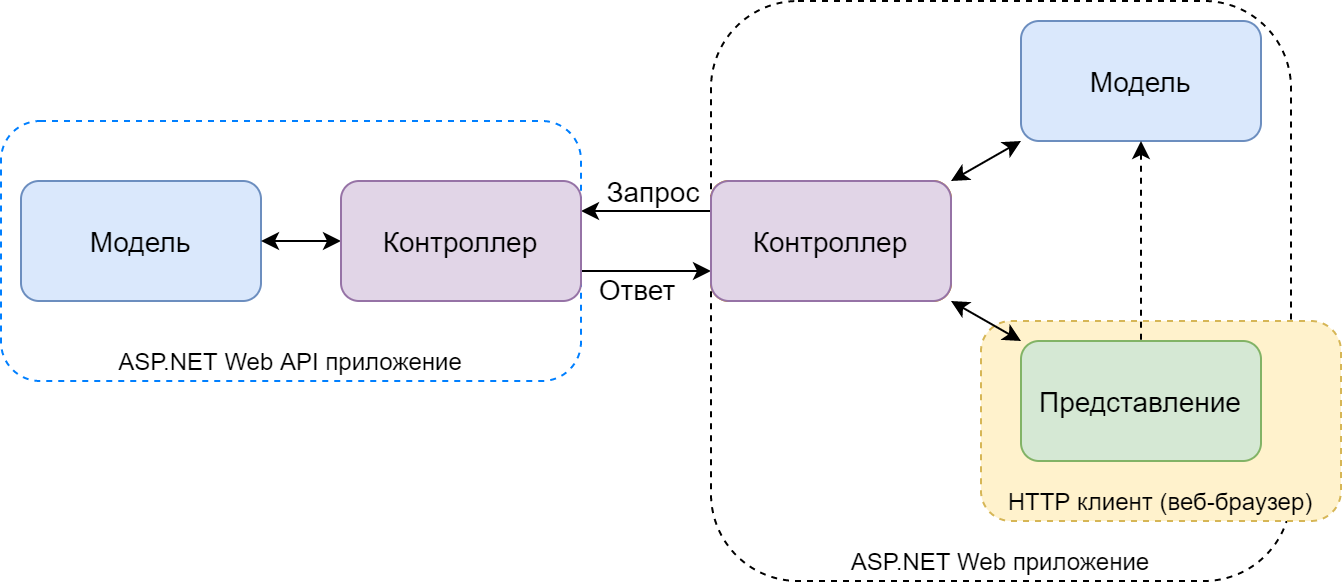 Модель
Запрос
Модель
Контроллер
Контроллер
Ответ
ASP.NET Web API приложение
Представление
HTTP клиент (веб-браузер)
ASP.NET Web приложение